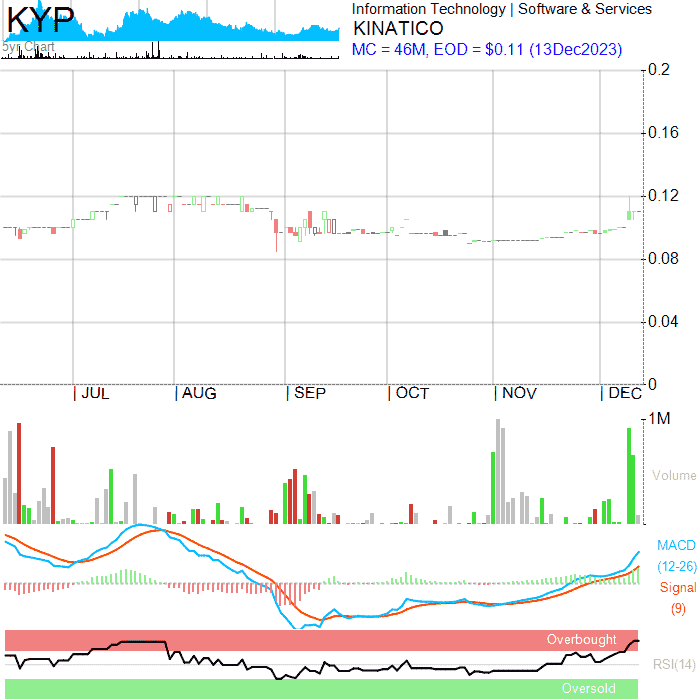 KYP
5yr Chart
Information Technology | Software & Services
KINATICO
MC = 46M, EOD = $0.11 (13Dec2023)
0.2
0.16
0.12
0.08
0.04
0
| JUL | AUG | SEP | OCT | NOV | DEC
1M
Volume
MACD
(12-26)
Signal
(9)
Overbought
RSI(14)
Oversold